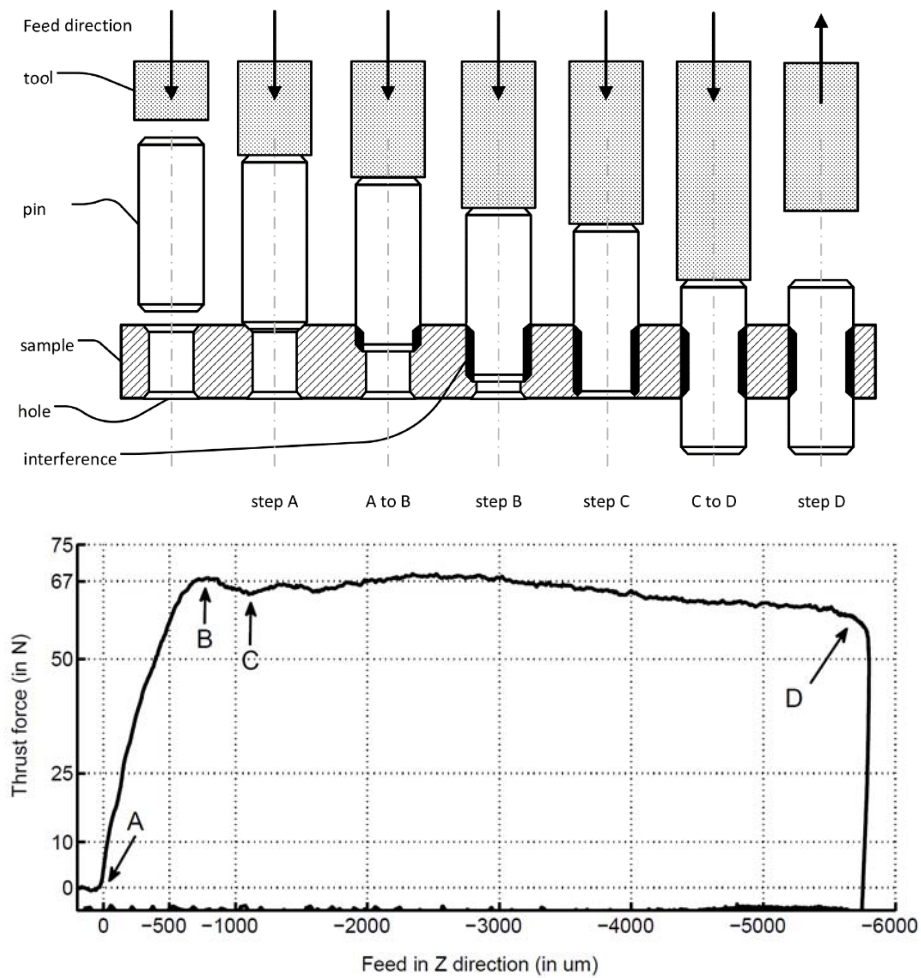 Feed direction
tool
pin
sample
hole
interference
step A A to B step B step C C to D step D
75
67
50
25
10
0
Thrust force (in N)
A
B
C
D
0 −500 −1000 −2000 −3000 −4000 −5000 −6000
Feed in Z direction (in um)